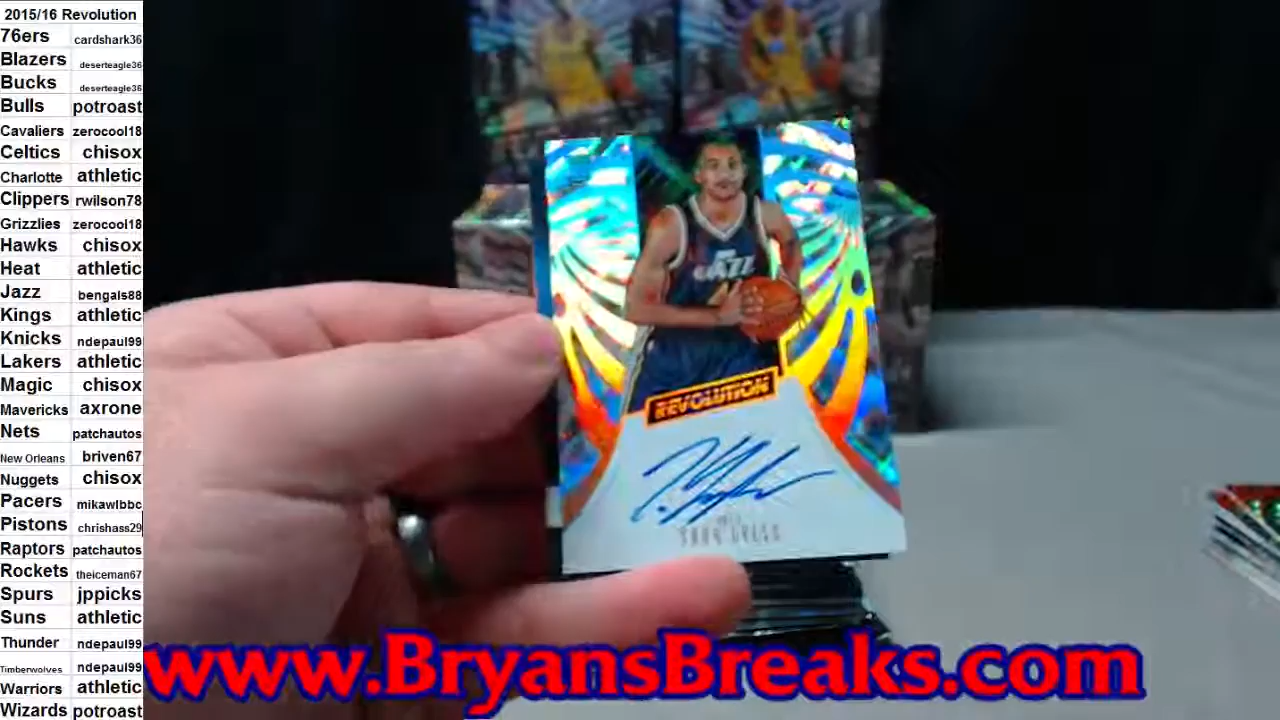 2015/16 Revolution
76ers cardshark36
Blazers deserteagle36
Bucks deserteagle36
Bulls potroast
Cavaliers zerocool18
Celtics chisox
Charlotte athletic
Clippers rwilson78
Grizzlies zerocool18
Hawks chisox
Heat athletic
Jazz bengals88
Kings athletic
Knicks ndepaul99
Lakers athletic
Magic chisox
Mavericks axrone
Nets patchautos
New Orleans briven67
Nuggets chisox
Pacers mikawlbbc
Pistons chrishass29
Raptors patchautos
Rockets theiceman67
Spurs jppicks
Suns athletic
Thunder ndepaul99
Timberwolves ndepaul99
Warriors athletic
Wizards potroast
JAZZ
REVOLUTION
TREY LYLES
www.BryansBreaks.com